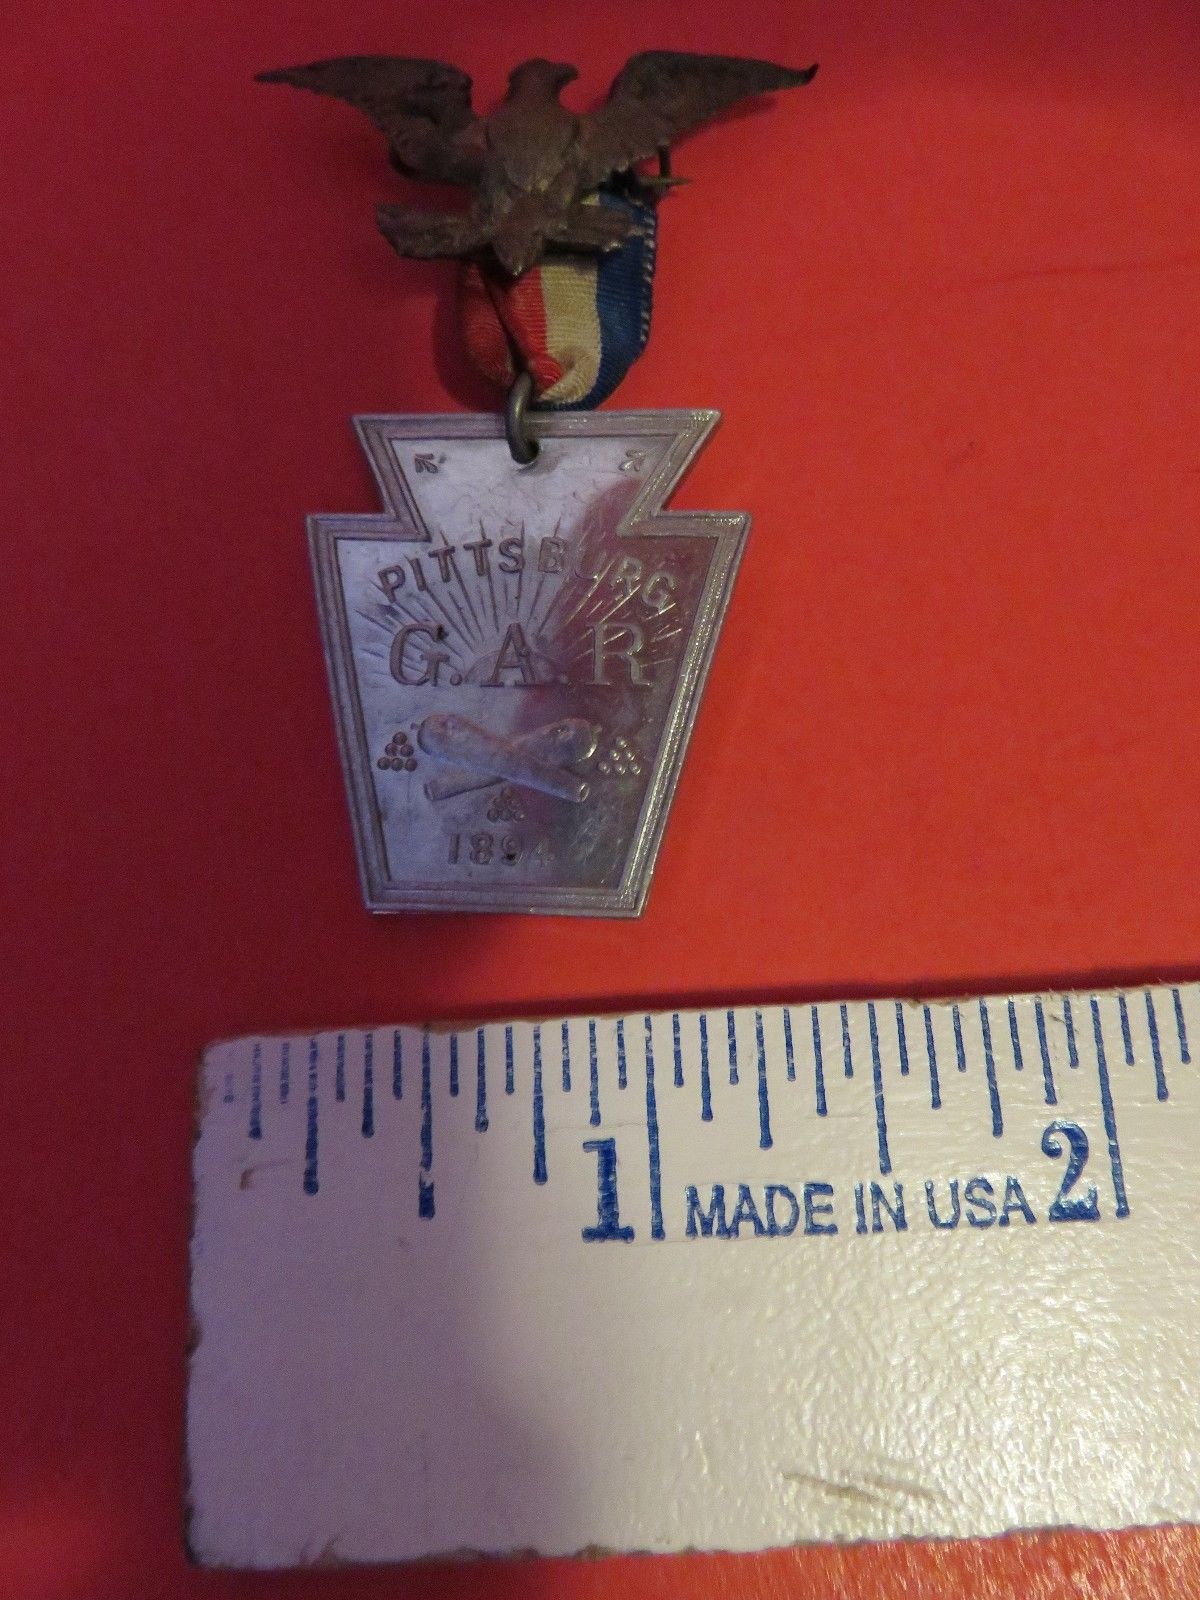 PITTSBURG
G.A.R
1894
1 MADE IN USA 2